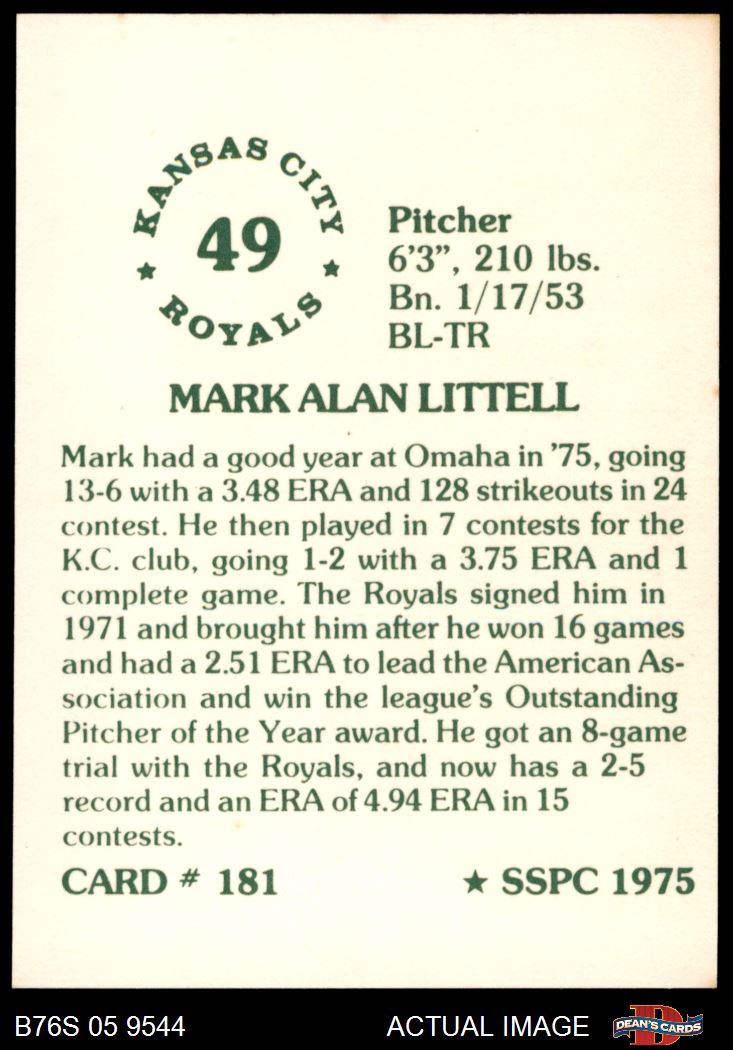 KANSAS CITY
49
ROYALS
Pitcher
6'3", 210 lbs.
Bn. 1/17/53
BL-TR
MARK ALAN LITTELL
Mark had a good year at Omaha in '75, going
13-6 with a 3.48 ERA and 128 strikeouts in 24
contest. He then played in 7 contests for the
K.C. club, going 1-2 with a 3.75 ERA and 1
complete game. The Royals signed him in
1971 and brought him after he won 16 games
and had a 2.51 ERA to lead the American As-
sociation and win the league's Outstanding
Pitcher of the Year award. He got an 8-game
trial with the Royals, and now has a 2-5
record and an ERA of 4.94 ERA in 15
contests.
CARD # 181 ★ SSPC 1975
B76S 05 9544 ACTUAL IMAGE DEAN'S CARDS